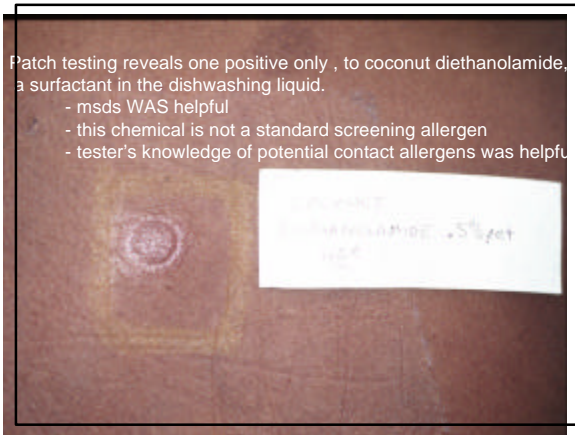 Patch testing reveals one positive only , to coconut diethanolamide,
a surfactant in the dishwashing liquid.
- msds WAS helpful
- this chemical is not a standard screening allergen
- tester's knowledge of potential contact allergens was helpfu
COCONUT
DIETHANOLAMIDE .5% pet